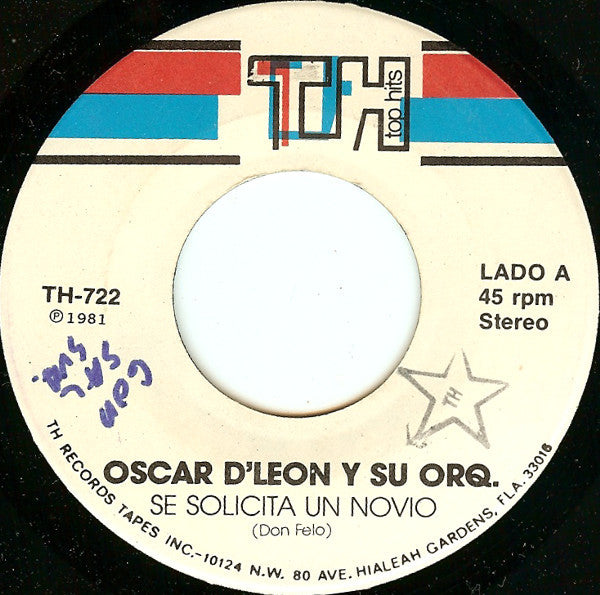 TH
top hits
TH-722
℗ 1981
LADO A
45 rpm
Stereo
TH
OSCAR D'LEON Y SU ORQ.
SE SOLICITA UN NOVIO
(Don Felo)
TH RECORDS TAPES INC.-10124 N.W. 80 AVE. HIALEAH GARDENS, FLA. 33016